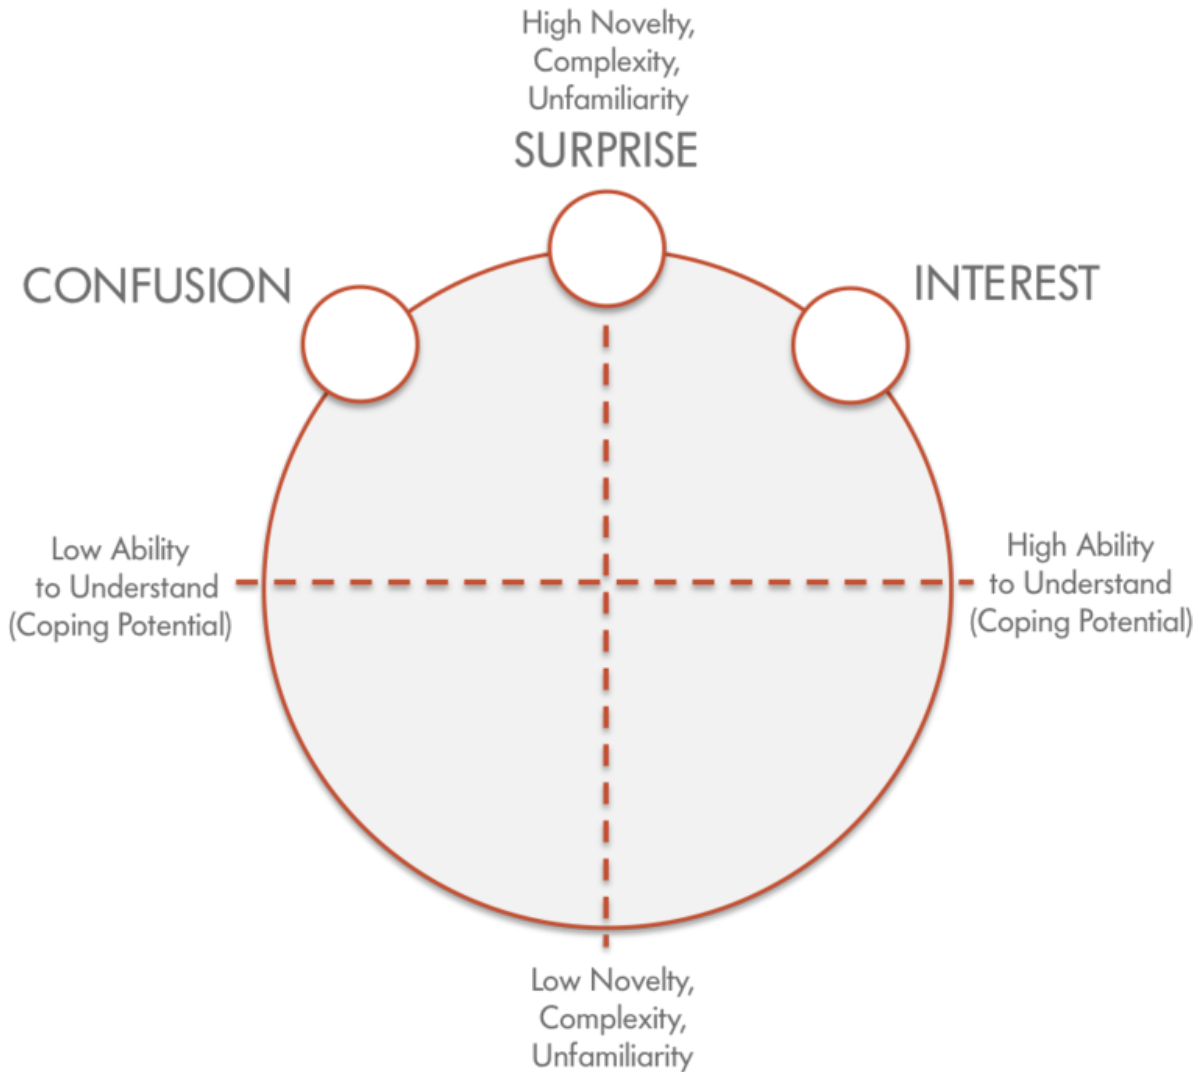 High Novelty,
Complexity,
Unfamiliarity
SURPRISE
CONFUSION
INTEREST
Low Ability
to Understand
(Coping Potential)
High Ability
to Understand
(Coping Potential)
Low Novelty,
Complexity,
Unfamiliarity